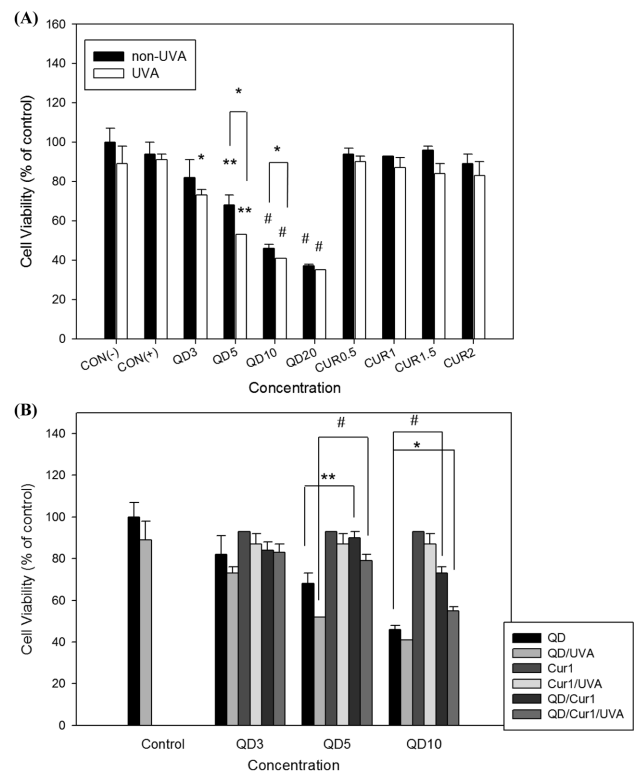 (A)
160
140
120
100
80
60
40
20
0
Cell Viability (% of control)
non-UVA
UVA
*
*
*
**
**
#
#
#
#
CON(-)
CON(+)
QD3
QD5
QD10
QD20
CUR0.5
CUR1
CUR1.5
CUR2
Concentration
(B)
140
120
100
80
60
40
20
0
Cell Viability (% of control)
#
**
#
*
Control
QD3
QD5
QD10
Concentration
QD
QD/UVA
Cur1
Cur1/UVA
QD/Cur1
QD/Cur1/UVA